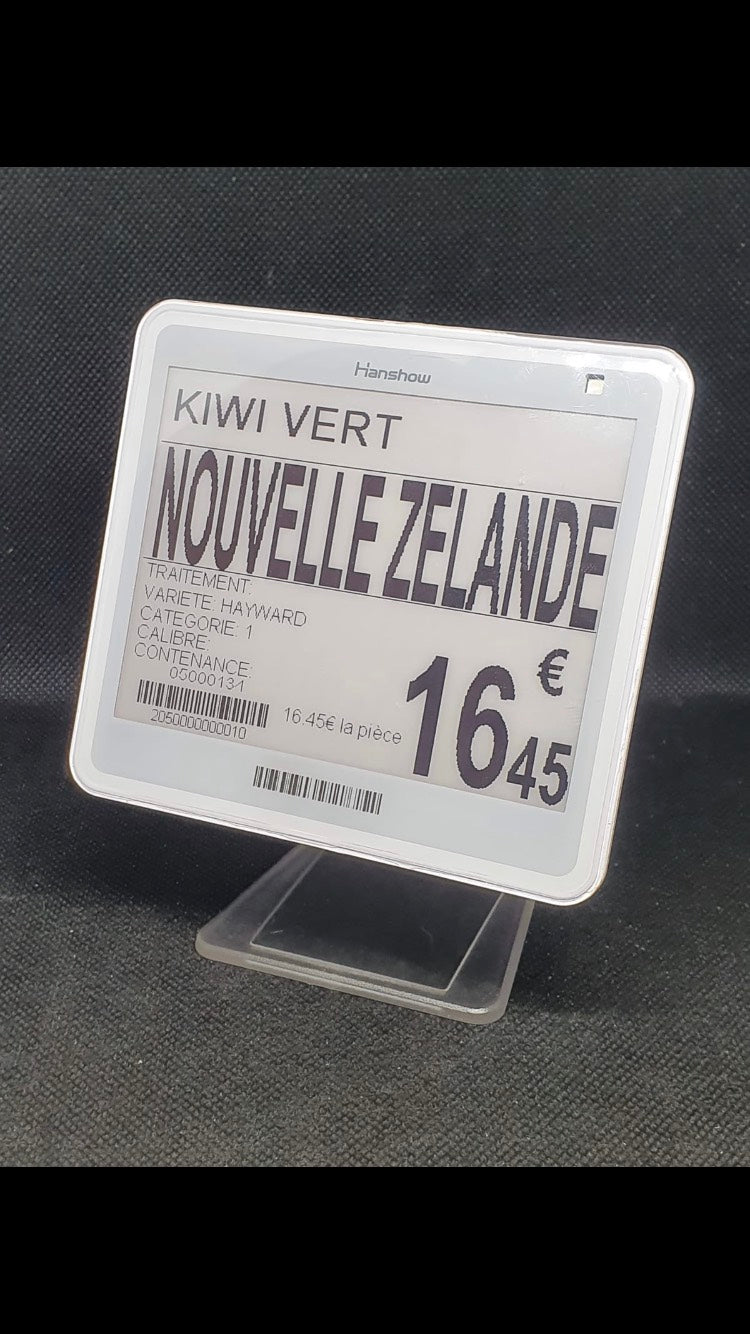 Hanshow
KIWI VERT
NOUVELLE ZELANDE
TRAITEMENT:
VARIETE: HAYWARD
CATEGORIE: 1
CALIBRE:
CONTENANCE:
05000134
2050000000010
16.45€ la pièce
16€45